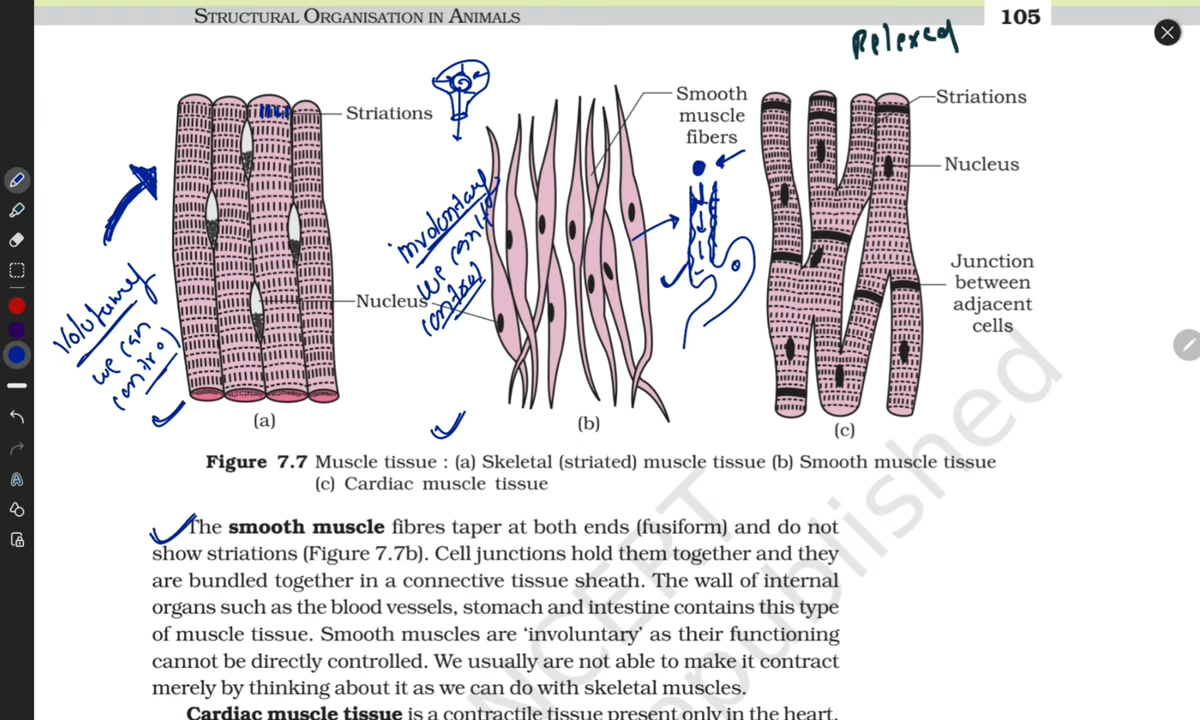 STRUCTURAL ORGANISATION IN ANIMALS
105
Relexed
Striations
Smooth
muscle
fibers
Striations
Nucleus
involuntary
we can't
control
Nucleus
Junction
between
adjacent
cells
Volutamry
we can
control
(a)
(b)
(c)
Figure 7.7 Muscle tissue : (a) Skeletal (striated) muscle tissue (b) Smooth muscle tissue
(c) Cardiac muscle tissue
The smooth muscle fibres taper at both ends (fusiform) and do not
show striations (Figure 7.7b). Cell junctions hold them together and they
are bundled together in a connective tissue sheath. The wall of internal
organs such as the blood vessels, stomach and intestine contains this type
of muscle tissue. Smooth muscles are ‘involuntary’ as their functioning
cannot be directly controlled. We usually are not able to make it contract
merely by thinking about it as we can do with skeletal muscles.
Cardiac muscle tissue is a contractile tissue present only in the heart.
NCERT
republished